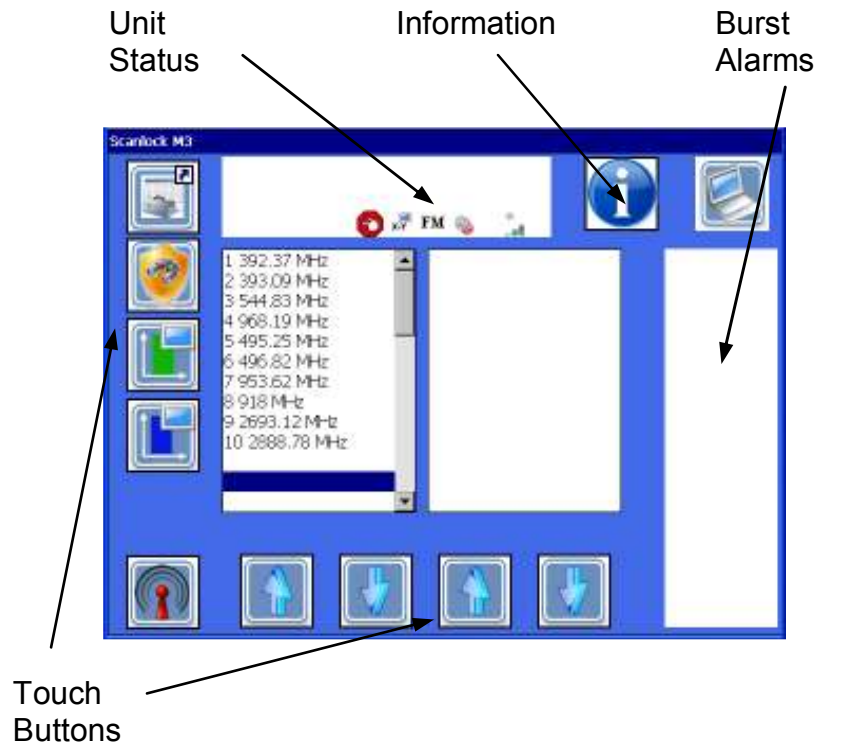 Unit
Status
Information
Burst
Alarms
Scanlock M3
FM
1 392.37 MHz
2 393.09 MHz
3 544.83 MHz
4 968.19 MHz
5 495.25 MHz
6 496.82 MHz
7 953.62 MHz
8 918 MHz
9 2693.12 MHz
10 2888.78 MHz
Touch
Buttons